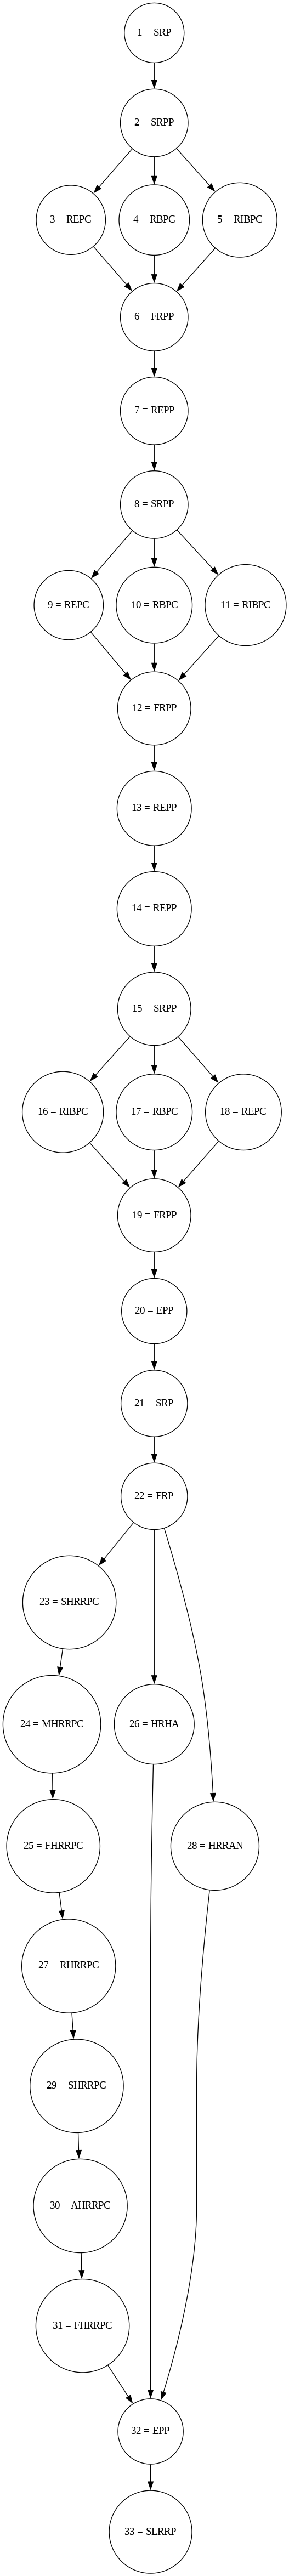 1 = SRP
2 = SRPP
3 = REPC
4 = RBPC
5 = RIBPC
6 = FRPP
7 = REPP
8 = SRPP
9 = REPC
10 = RBPC
11 = RIBPC
12 = FRPP
13 = REPP
14 = REPP
15 = SRPP
16 = RIBPC
17 = RBPC
18 = REPC
19 = FRPP
20 = EPP
21 = SRP
22 = FRP
23 = SHRRPC
24 = MHRRPC
26 = HRHA
25 = FHRRPC
28 = HRRAN
27 = RHRRPC
29 = SHRRPC
30 = AHRRPC
31 = FHRRPC
32 = EPP
33 = SLRRP